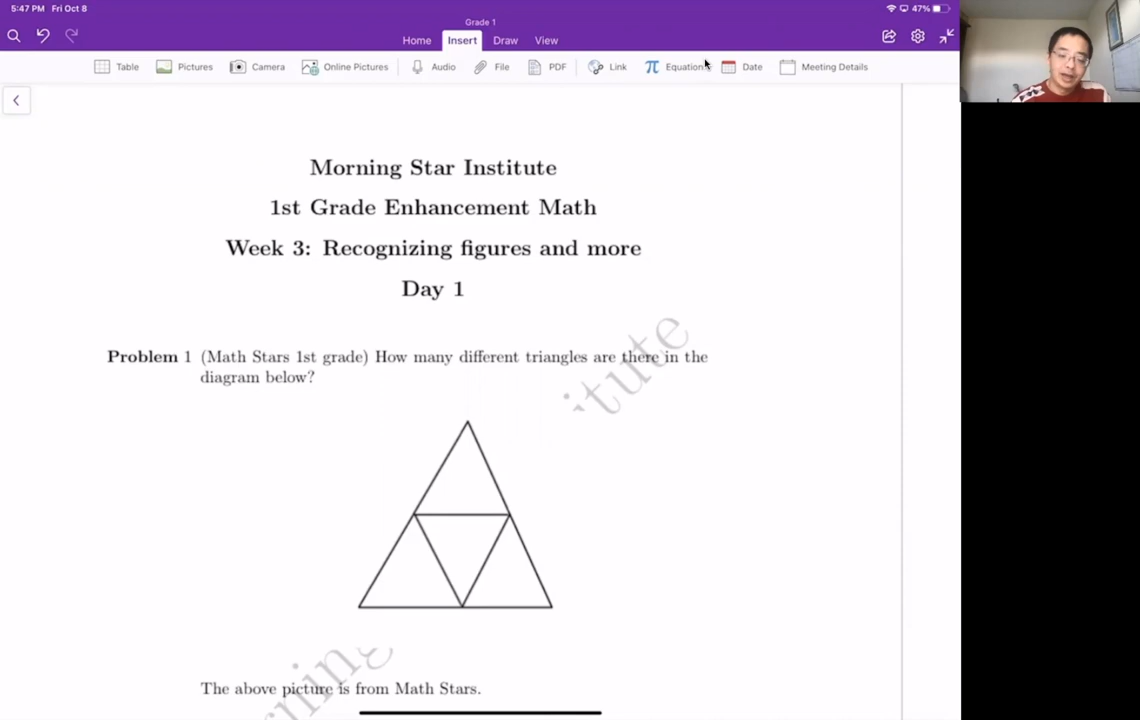 5:47 PM Fri Oct 8
47%
Grade 1
Home Insert Draw View
Table Pictures Camera Online Pictures Audio File PDF Link Equation Date Meeting Details
Morning Star Institute
1st Grade Enhancement Math
Week 3: Recognizing figures and more
Day 1
Problem 1 (Math Stars 1st grade) How many different triangles are there in the
diagram below?
itute
The above picture is from Math Stars.
rning